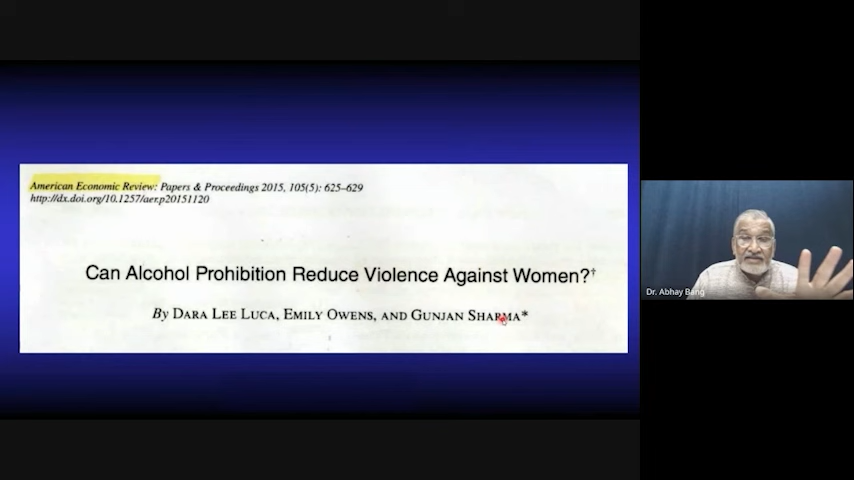 American Economic Review: Papers & Proceedings 2015, 105(5): 625–629
http://dx.doi.org/10.1257/aer.p20151120
Can Alcohol Prohibition Reduce Violence Against Women?†
By DARA LEE LUCA, EMILY OWENS, AND GUNJAN SHARMA*
Dr. Abhay Bang